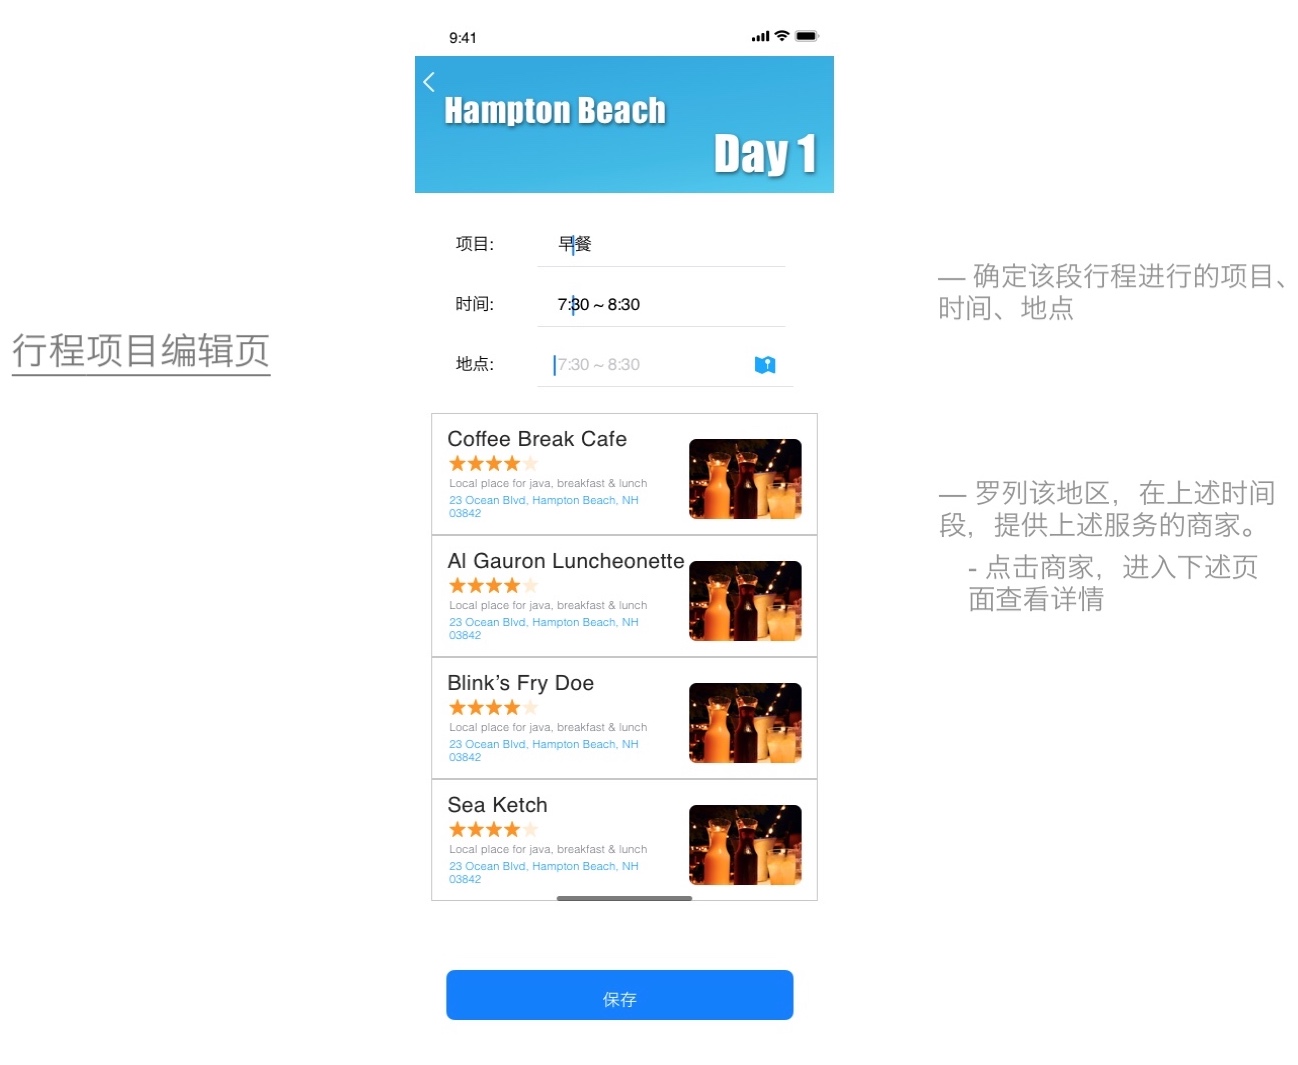 9:41
Hampton Beach
Day 1
项目:
早餐
时间:
7:30 ~ 8:30
地点:
7:30 ~ 8:30
行程项目编辑页
— 确定该段行程进行的项目、
时间、地点
Coffee Break Cafe
Local place for java, breakfast & lunch
23 Ocean Blvd, Hampton Beach, NH
03842
Al Gauron Luncheonette
Local place for java, breakfast & lunch
23 Ocean Blvd, Hampton Beach, NH
03842
Blink’s Fry Doe
Local place for java, breakfast & lunch
23 Ocean Blvd, Hampton Beach, NH
03842
Sea Ketch
Local place for java, breakfast & lunch
23 Ocean Blvd, Hampton Beach, NH
03842
— 罗列该地区，在上述时间
段，提供上述服务的商家。
- 点击商家，进入下述页
面查看详情
保存